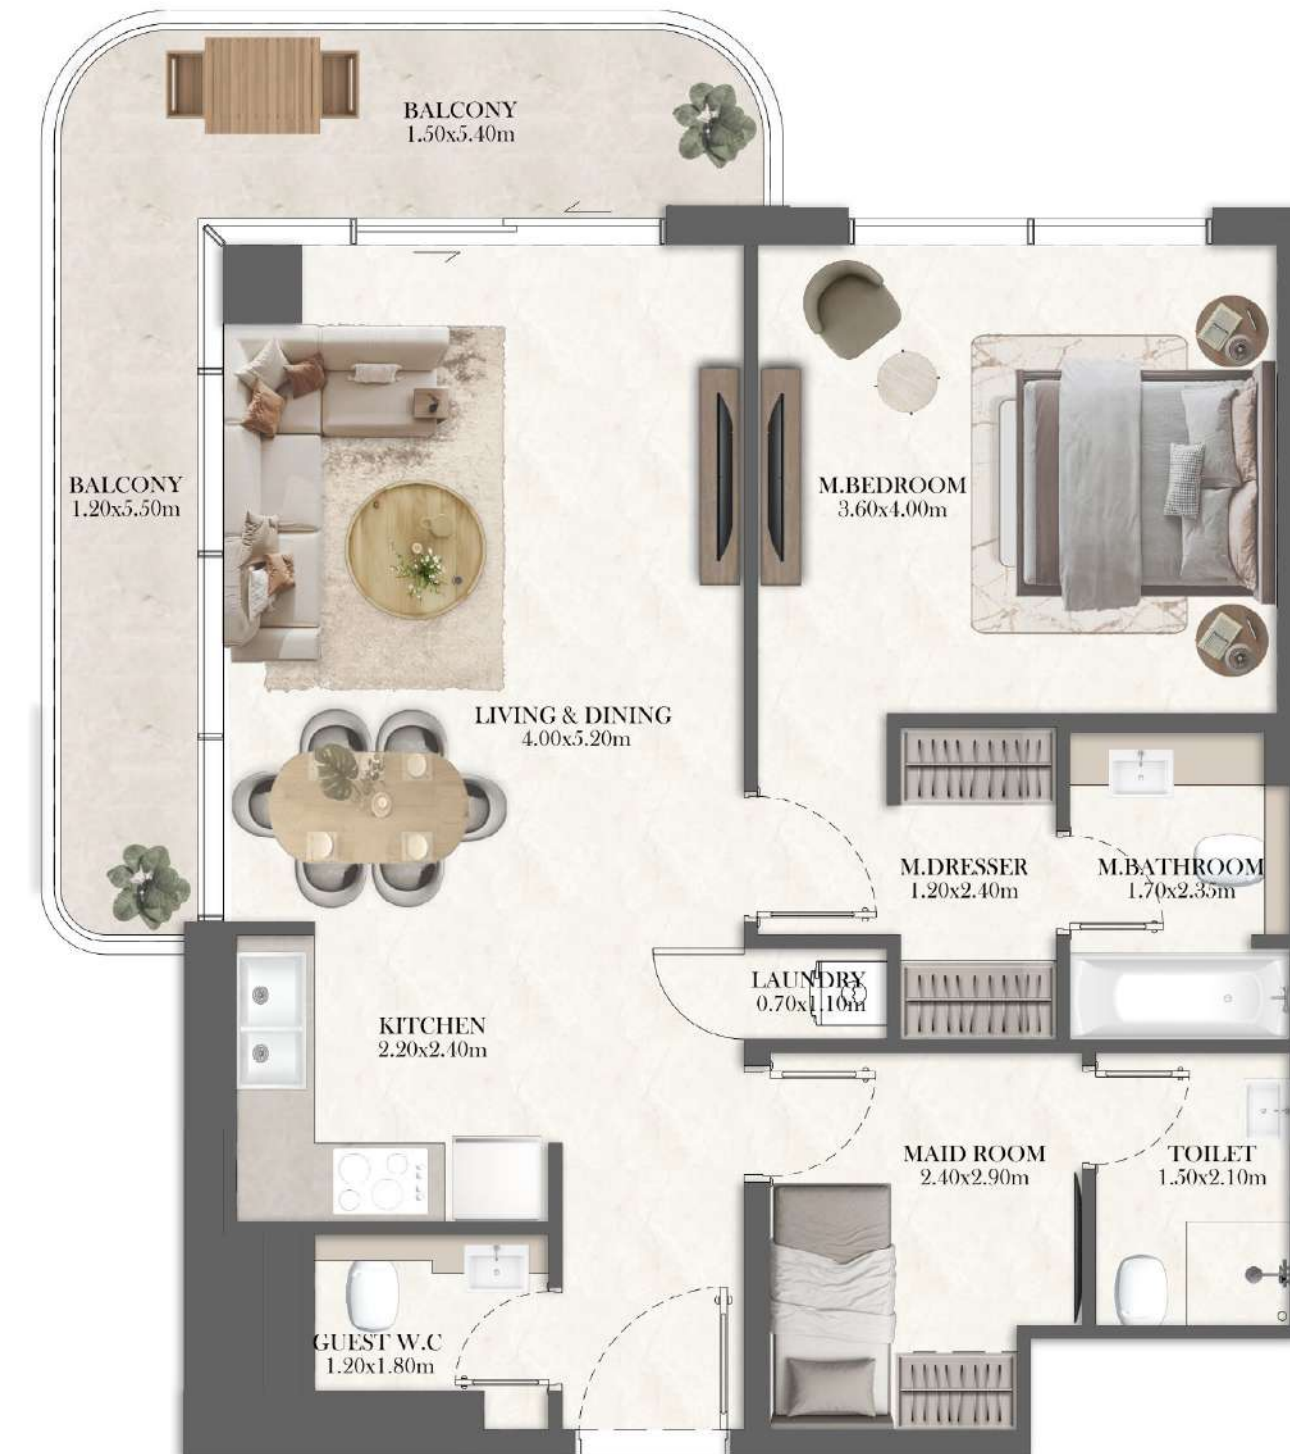 BALCONY
1.50x5.40m
BALCONY
1.20x5.50m
M.BEDROOM
3.60x4.00m
LIVING & DINING
4.00x5.20m
M.DRESSER
1.20x2.40m
M.BATHROOM
1.70x2.35m
LAUNDRY
0.70x1.10m
KITCHEN
2.20x2.40m
MAID ROOM
2.40x2.90m
TOILET
1.50x2.10m
GUEST W.C
1.20x1.80m